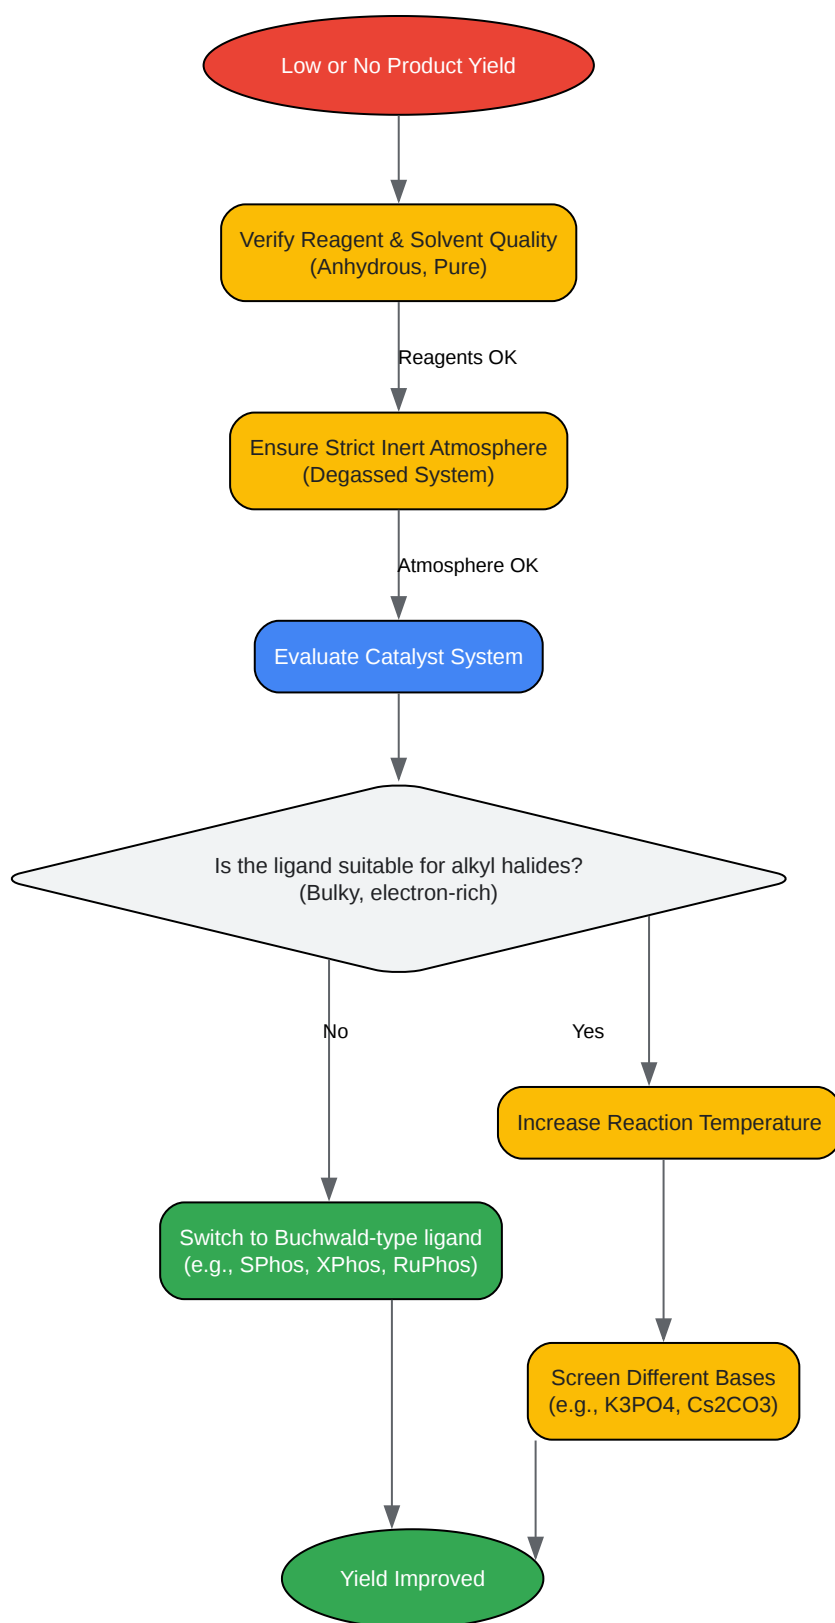 Low or No Product Yield
Verify Reagent & Solvent Quality
(Anhydrous, Pure)
Reagents OK
Ensure Strict Inert Atmosphere
(Degassed System)
Atmosphere OK
Evaluate Catalyst System
Is the ligand suitable for alkyl halides?
(Bulky, electron-rich)
No
Yes
Increase Reaction Temperature
Switch to Buchwald-type ligand
(e.g., SPhos, XPhos, RuPhos)
Screen Different Bases
(e.g., K3PO4, Cs2CO3)
Yield Improved